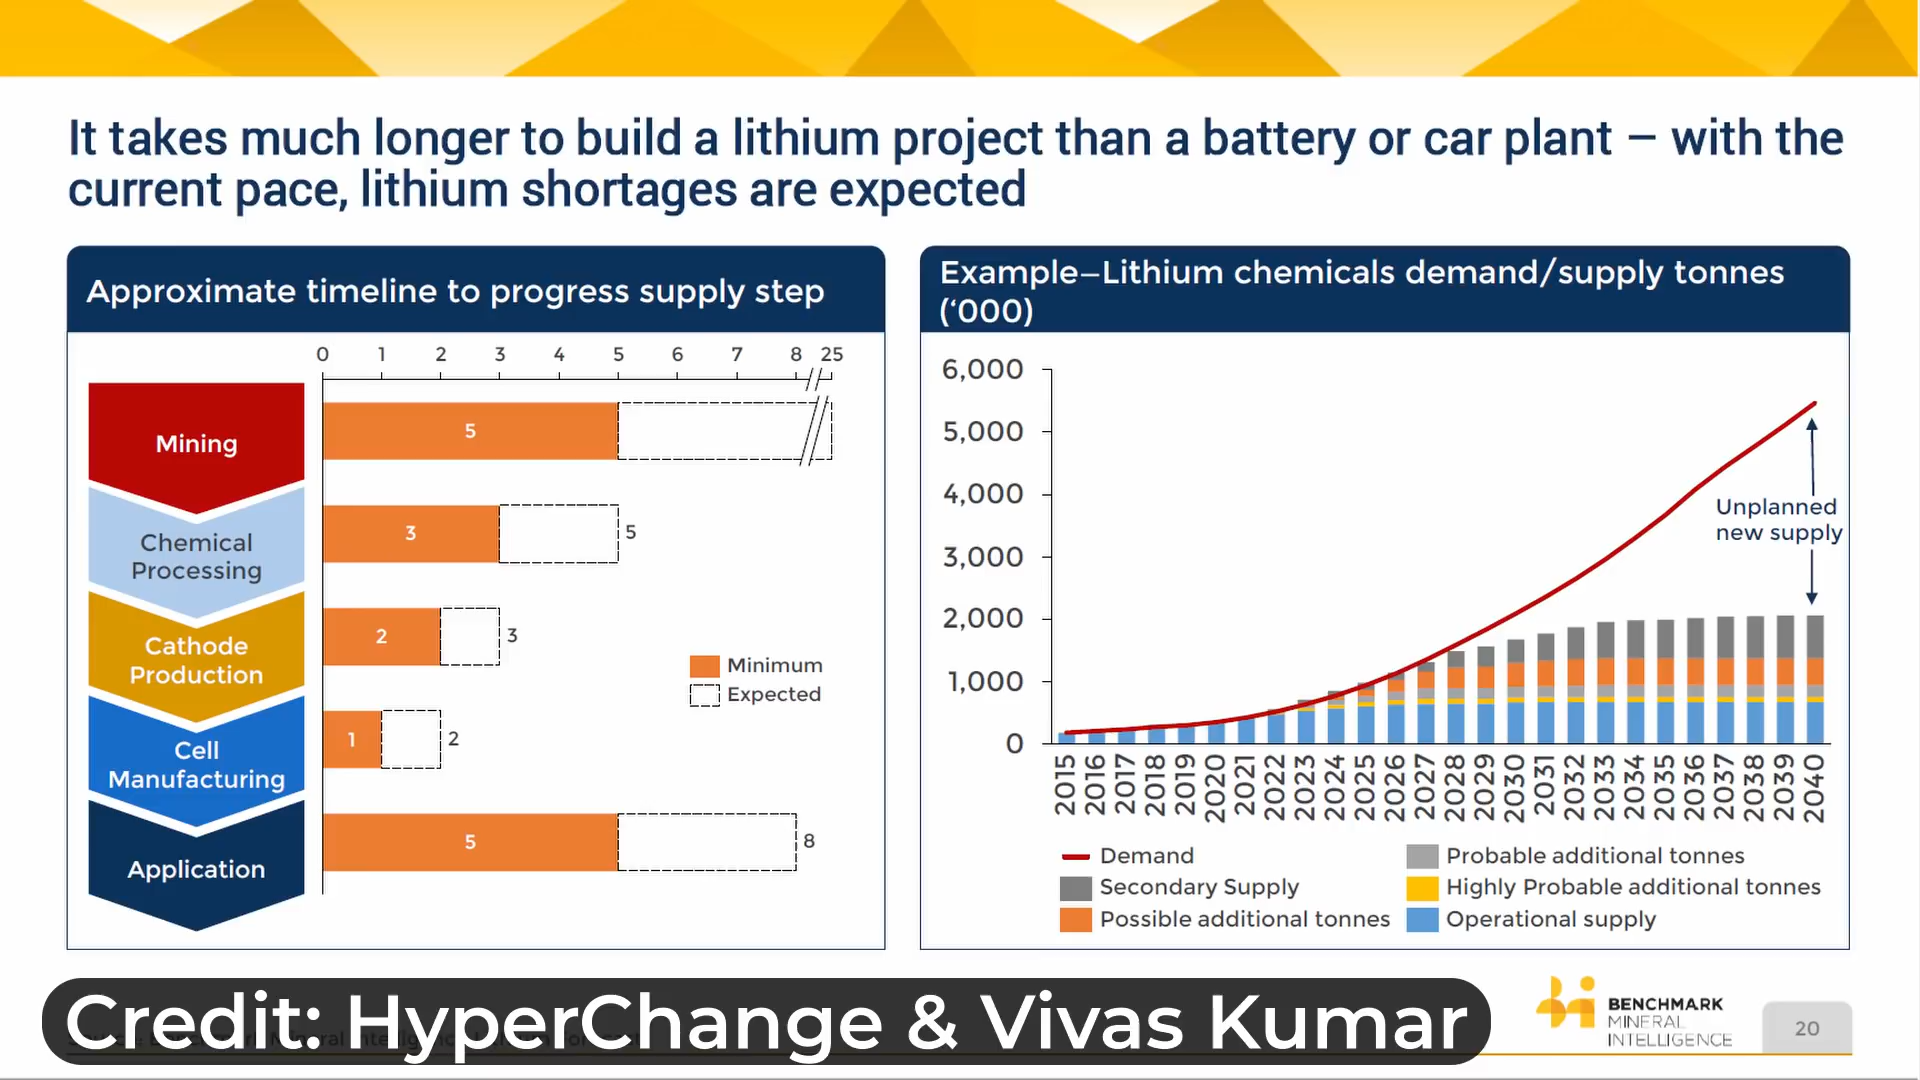 It takes much longer to build a lithium project than a battery or car plant – with the
current pace, lithium shortages are expected
Approximate timeline to progress supply step
0 1 2 3 4 5 6 7 8 25
Mining
5
Chemical
Processing
3
5
Cathode
Production
2
3
Cell
Manufacturing
1
2
Application
5
8
Minimum
Expected
Example–Lithium chemicals demand/supply tonnes
(‘000)
6,000
5,000
4,000
3,000
2,000
1,000
0
Unplanned
new supply
2015 2016 2017 2018 2019 2020 2021 2022 2023 2024 2025 2026 2027 2028 2029 2030 2031 2032 2033 2034 2035 2036 2037 2038 2039 2040
Demand
Secondary Supply
Possible additional tonnes
Probable additional tonnes
Highly Probable additional tonnes
Operational supply
Credit: HyperChange & Vivas Kumar
BENCHMARK
MINERAL
INTELLIGENCE
20